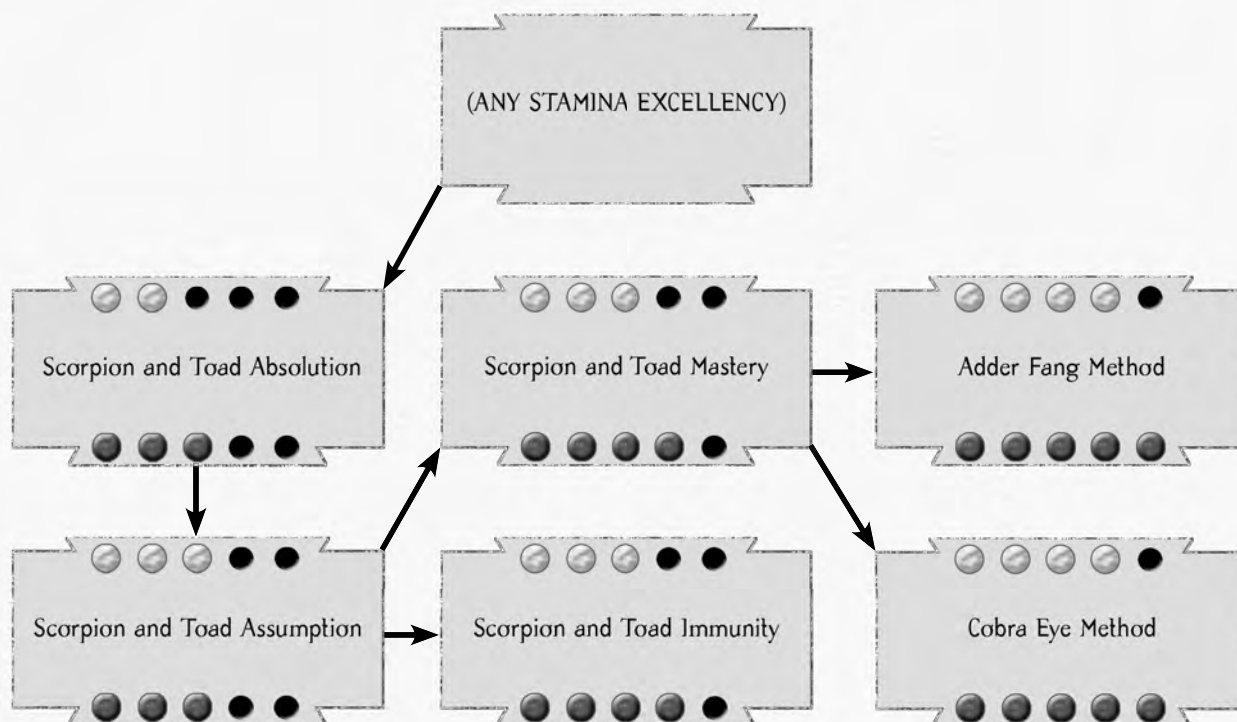 (ANY STAMINA EXCELLENCY)
Scorpion and Toad Absolution
Scorpion and Toad Mastery
Adder Fang Method
Scorpion and Toad Assumption
Scorpion and Toad Immunity
Cobra Eye Method